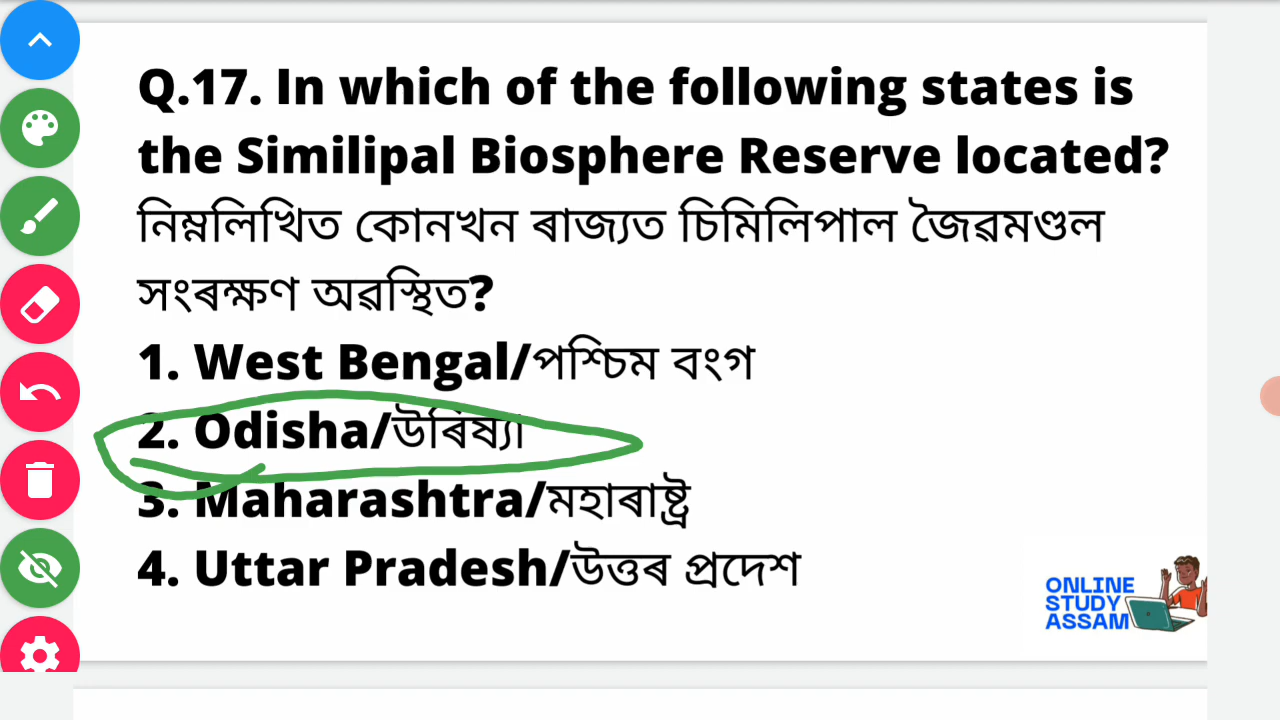 Q.17. In which of the following states is
the Similipal Biosphere Reserve located?
নিম্নলিখিত কোনখন ৰাজ্যত চিমিলিপাল জৈৱমণ্ডল
সংৰক্ষণ অৱস্থিত?
1. West Bengal/পশ্চিম বংগ
2. Odisha/উৰিষ্যা
3. Maharashtra/মহাৰাষ্ট্ৰ
4. Uttar Pradesh/উত্তৰ প্ৰদেশ
ONLINE
STUDY
ASSAM